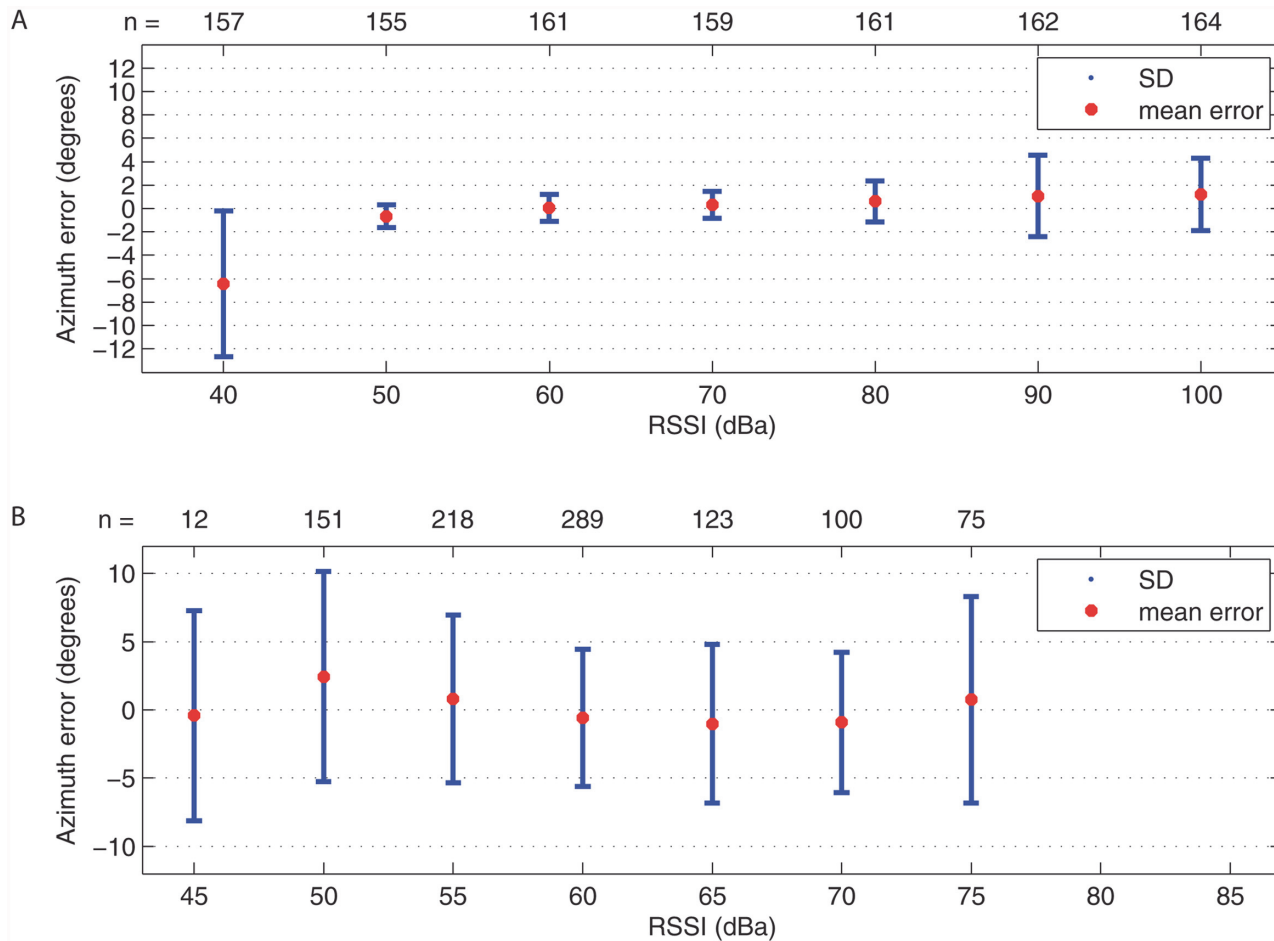 A n = 157 155 161 159 161 162 164
12
10
8
6
4
2
0
−2
−4
−6
−8
−10
−12
Azimuth error (degrees)
SD
mean error
40 50 60 70 80 90 100
RSSI (dBa)
B n = 12 151 218 289 123 100 75
10
5
0
−5
−10
Azimuth error (degrees)
SD
mean error
45 50 55 60 65 70 75 80 85
RSSI (dBa)